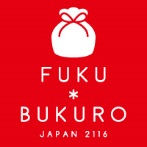 FUKU
*
BUKURO
JAPAN 2116